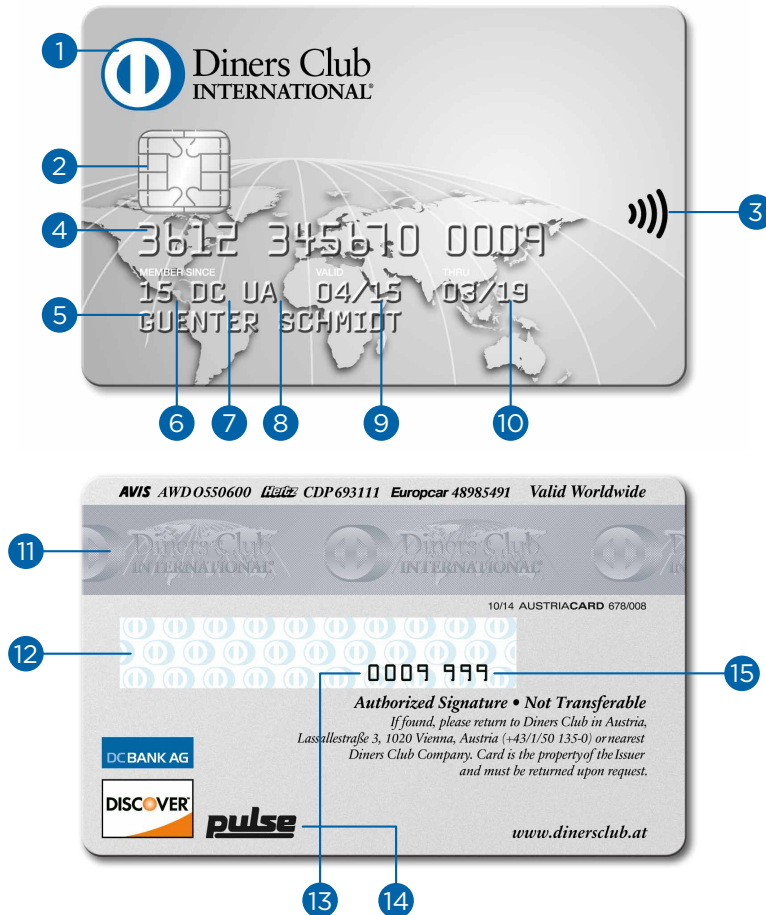 1
Diners Club
INTERNATIONAL®
2
3
4
3612 345670 0009
MEMBER SINCE VALID THRU
15 DC UA 04/15 03/19
5
GUENTER SCHMIDT
6 7 8 9 10
AVIS AWD O550600 Hertz CDP 693111 Europcar 48985491 Valid Worldwide
11
Diners Club
INTERNATIONAL®
Diners Club
INTERNATIONAL®
10/14 AUSTRIACARD 678/008
12
0009 999
15
Authorized Signature • Not Transferable
If found, please return to Diners Club in Austria,
Lassallestraße 3, 1020 Vienna, Austria (+43/1/50 135-0) or nearest
Diners Club Company. Card is the property of the Issuer
and must be returned upon request.
DC BANK AG
DISCOVER®
pulse
www.dinersclub.at
13 14